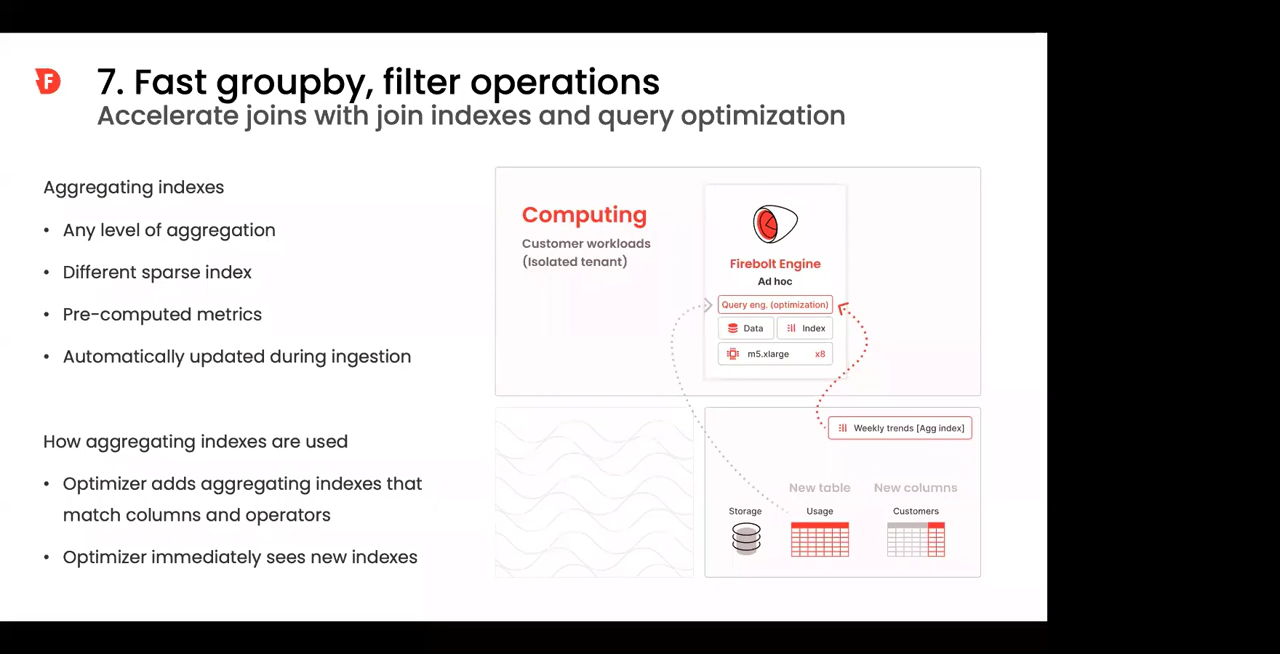 F
7. Fast groupby, filter operations
Accelerate joins with join indexes and query optimization
Aggregating indexes
• Any level of aggregation
• Different sparse index
• Pre-computed metrics
• Automatically updated during ingestion
How aggregating indexes are used
• Optimizer adds aggregating indexes that
match columns and operators
• Optimizer immediately sees new indexes
Computing
Customer workloads
(Isolated tenant)
Firebolt Engine
Ad hoc
Query eng. (optimization)
Data
Index
m5.xlarge x8
Weekly trends [Agg index]
New table
New columns
Storage
Usage
Customers